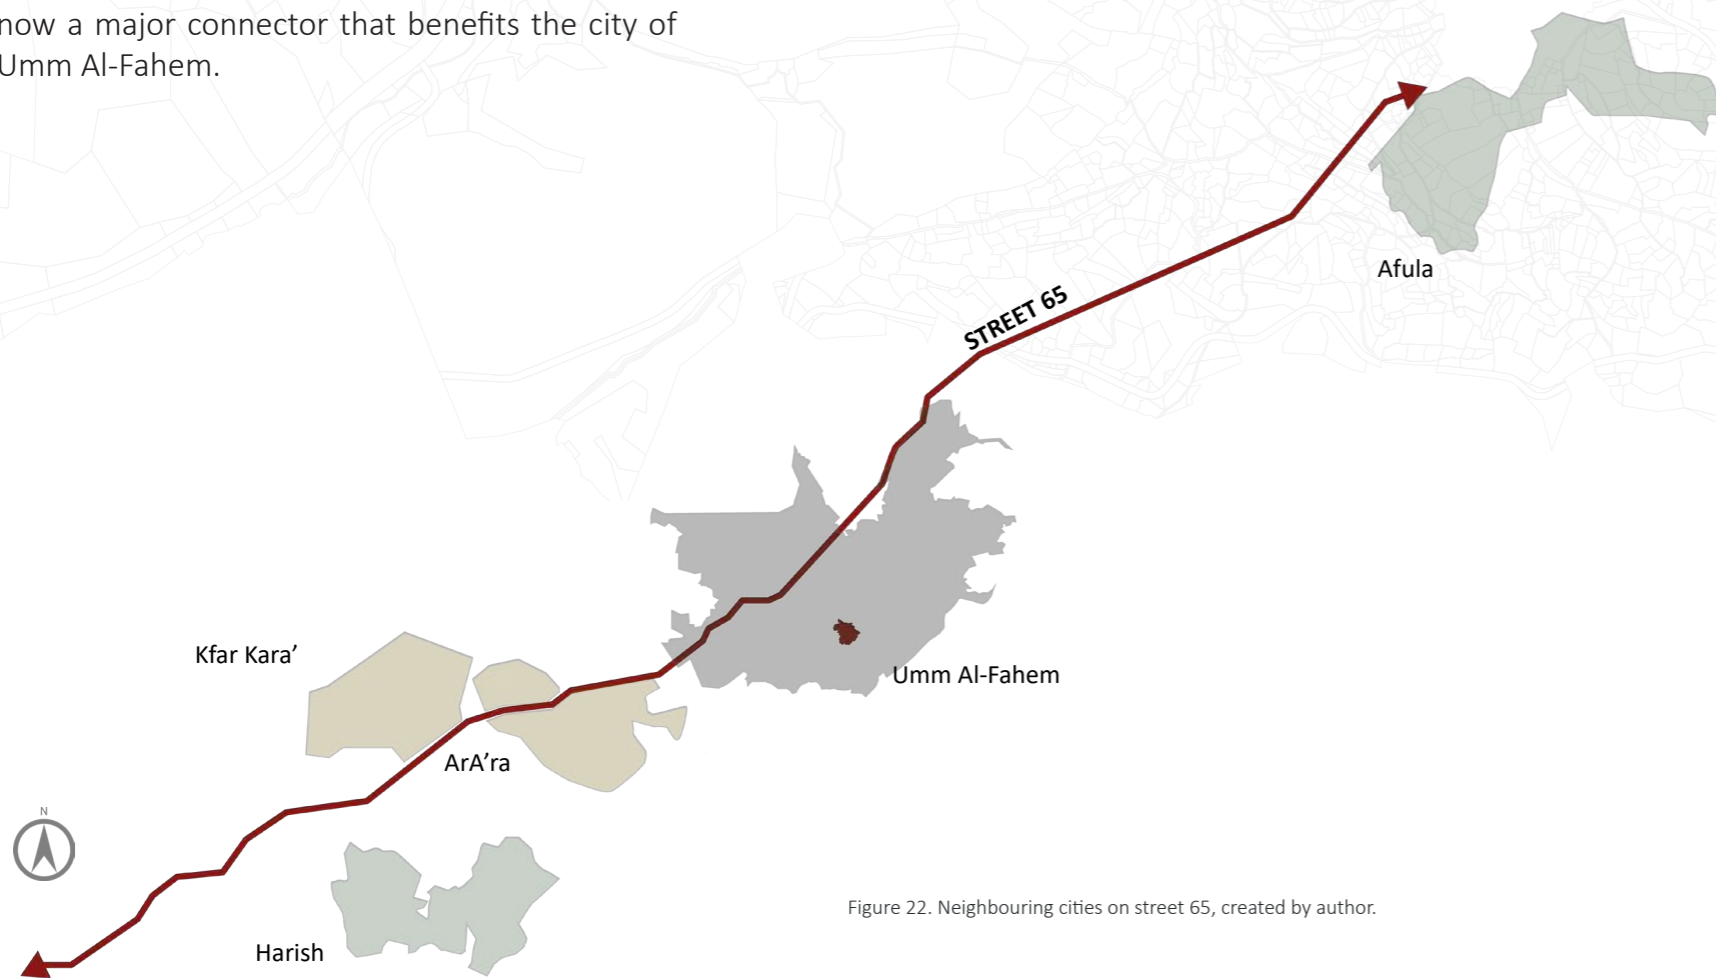 now a major connector that benefits the city of
Umm Al-Fahem.
Afula
STREET 65
Kfar Kara’
Umm Al-Fahem
ArA’ra
N
Harish
Figure 22. Neighbouring cities on street 65, created by author.